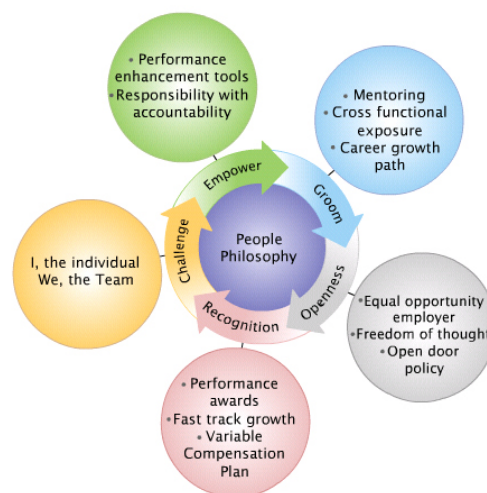 • Performance
enhancement tools
• Responsibility with
accountability
• Mentoring
• Cross functional
exposure
• Career growth
path
Empower
Groom
Openness
Recognition
Challenge
People
Philosophy
I, the individual
We, the Team
• Equal opportunity
employer
• Freedom of thought
• Open door
policy
• Performance
awards
• Fast track growth
• Variable
Compensation
Plan